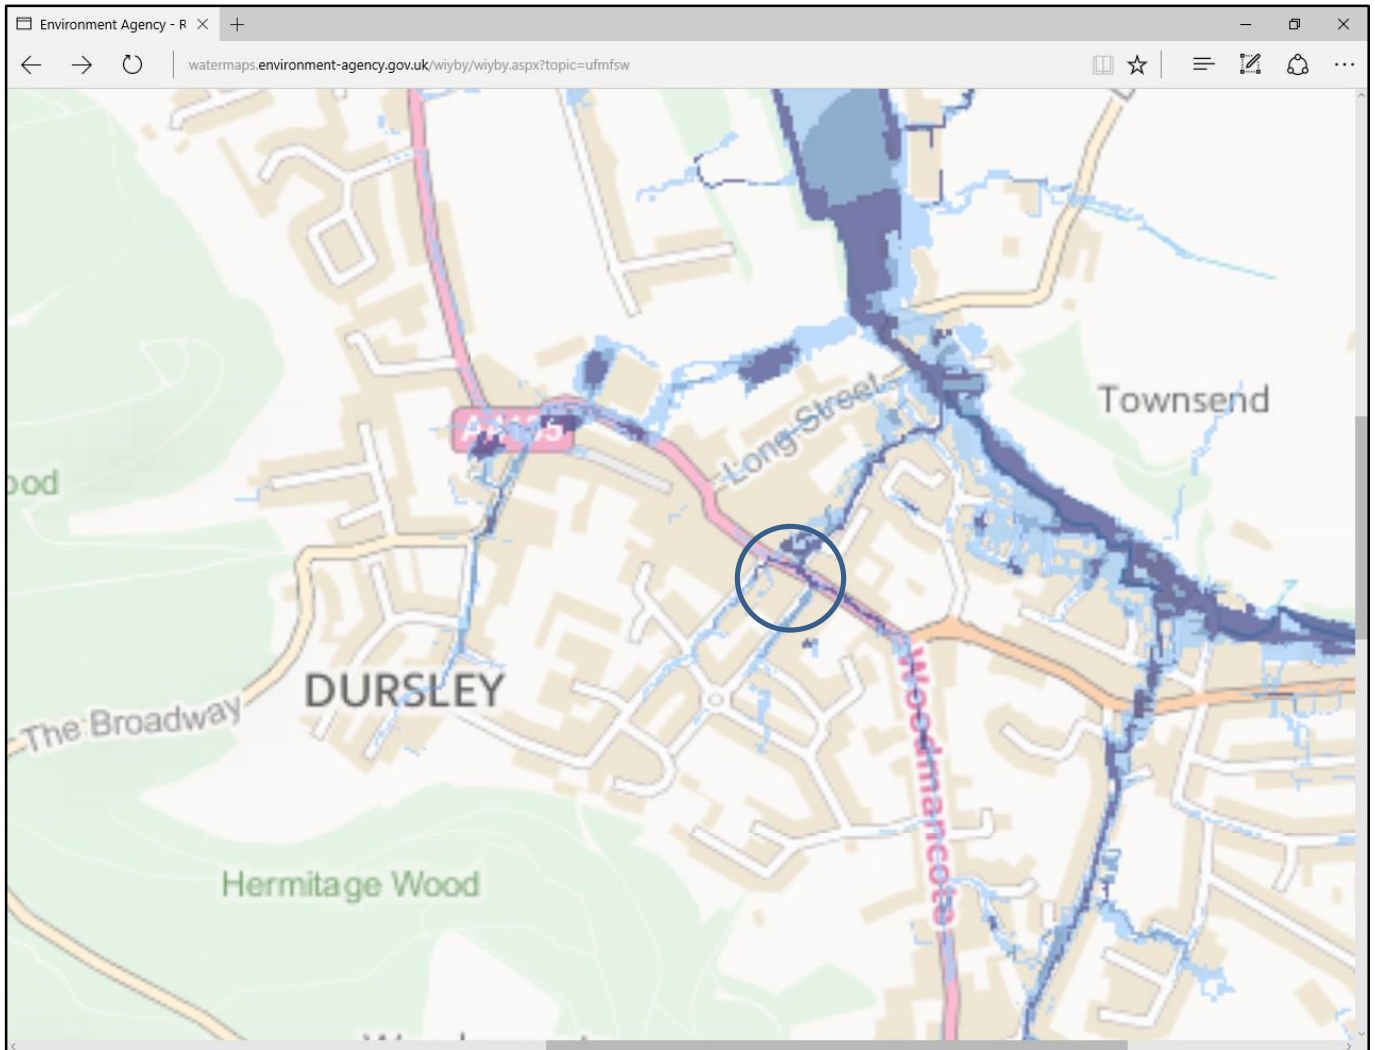 Environment Agency - R
watermaps.environment-agency.gov.uk/wiyby/wiyby.aspx?topic=ufmfsw
Townsend
Long Street
ood
DURSLEY
The Broadway
Woodmancote
Hermitage Wood